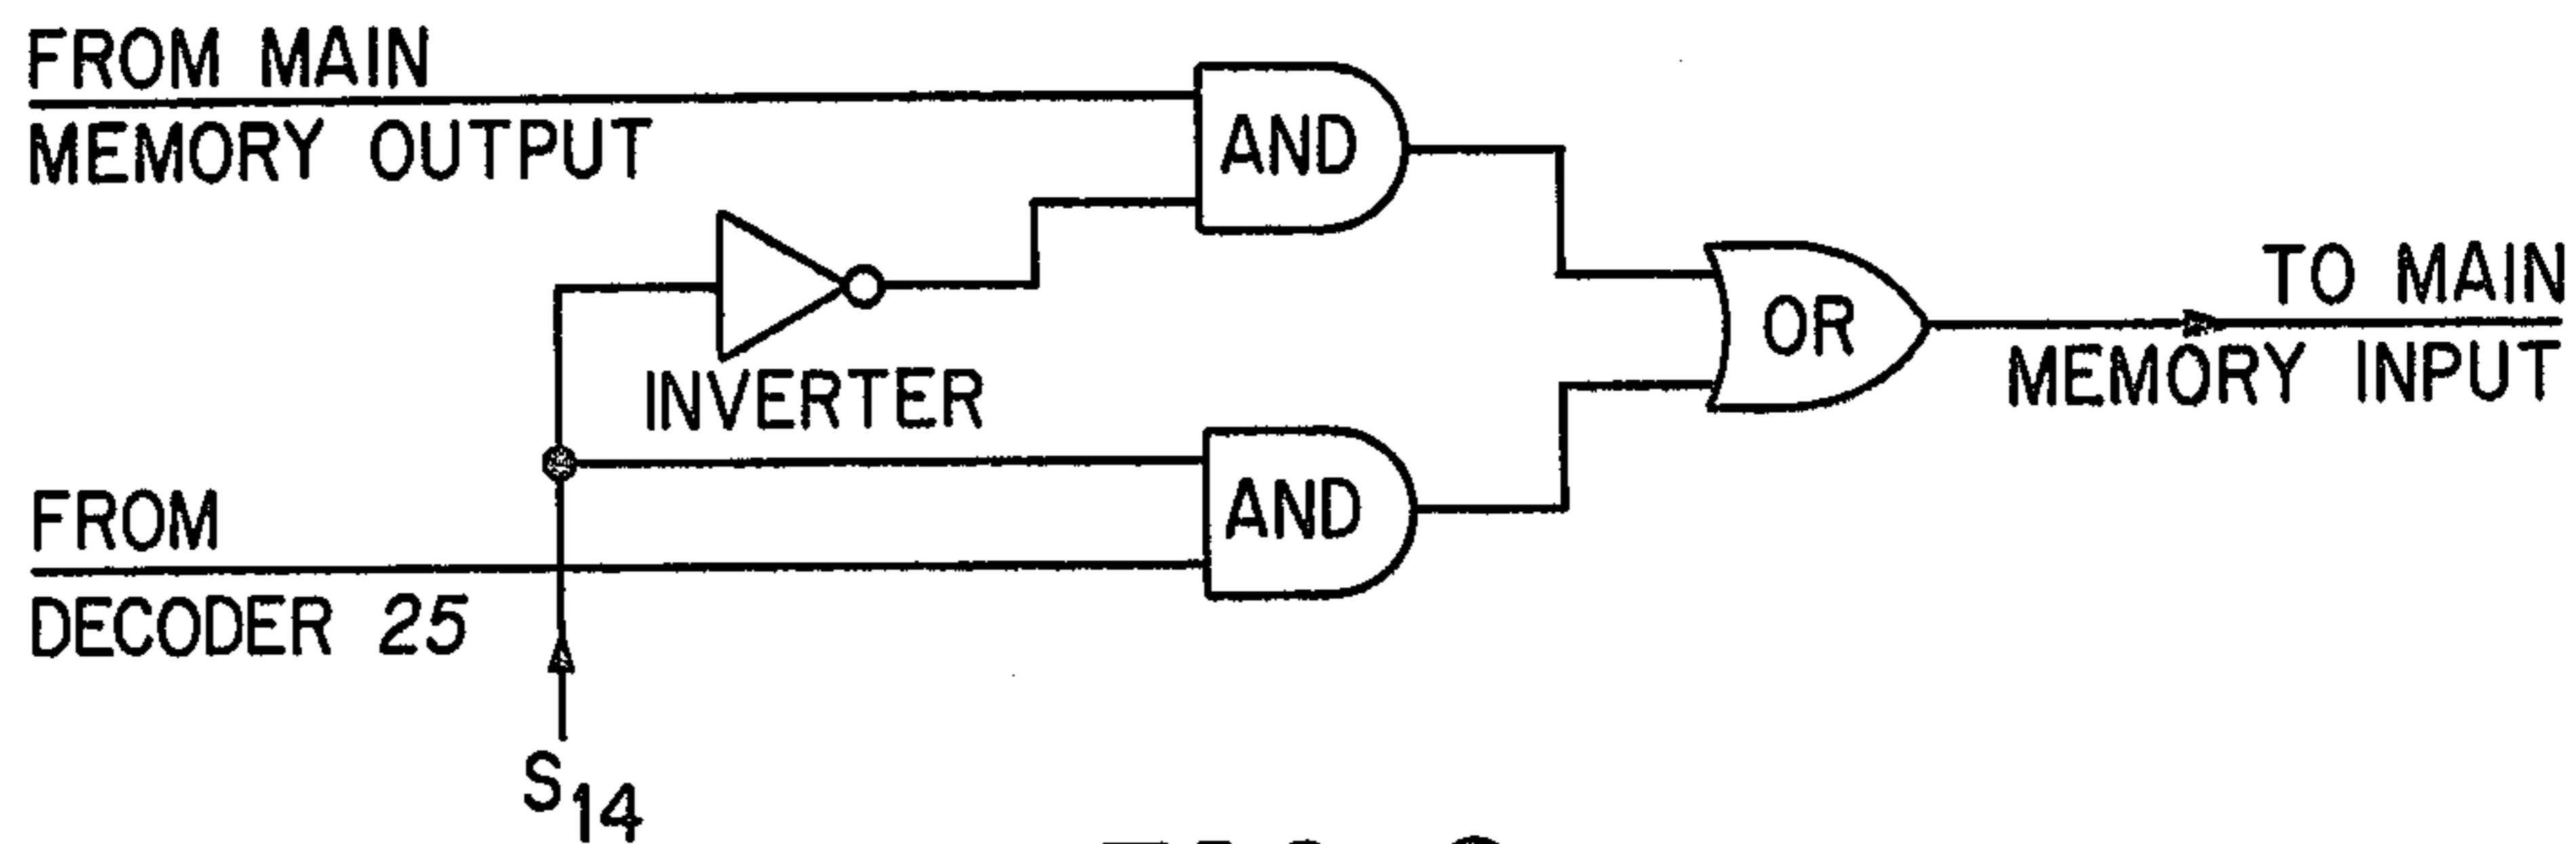 FROM MAIN
MEMORY OUTPUT
AND
INVERTER
OR
TO MAIN
MEMORY INPUT
AND
FROM
DECODER 25
S14